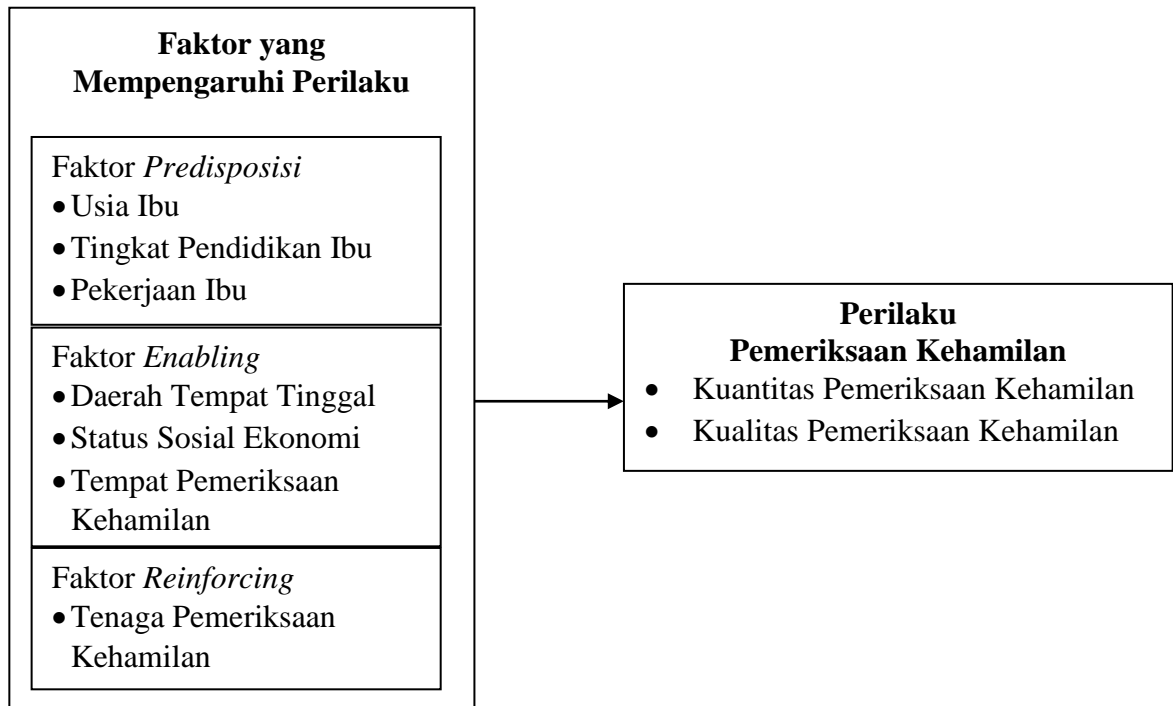 Faktor yang
Mempengaruhi Perilaku
Faktor Predisposisi
• Usia Ibu
• Tingkat Pendidikan Ibu
• Pekerjaan Ibu
Faktor Enabling
• Daerah Tempat Tinggal
• Status Sosial Ekonomi
• Tempat Pemeriksaan
Kehamilan
Faktor Reinforcing
• Tenaga Pemeriksaan
Kehamilan
Perilaku
Pemeriksaan Kehamilan
• Kuantitas Pemeriksaan Kehamilan
• Kualitas Pemeriksaan Kehamilan